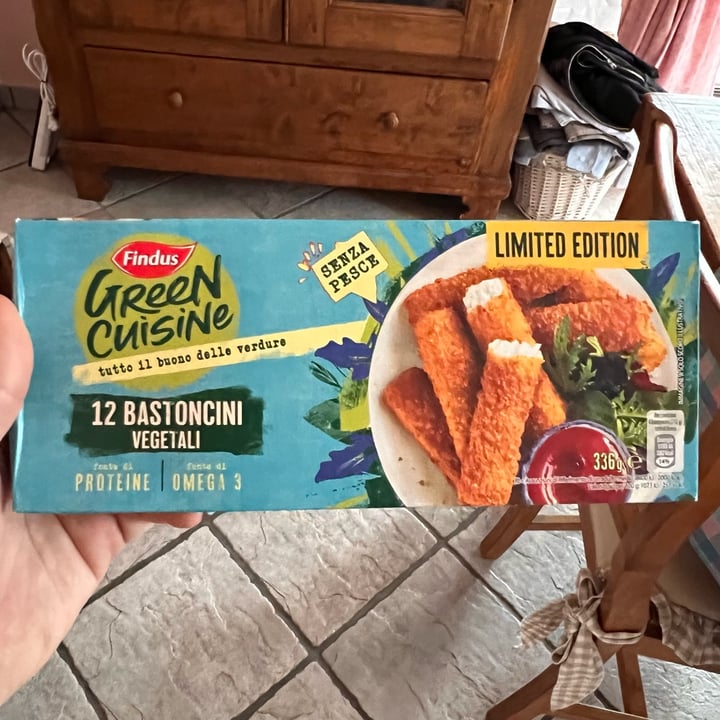 Findus
GREEN
CUISINE
tutto il buono delle verdure
12 BASTONCINI
VEGETALI
fonte di
PROTEINE
fonte di
OMEGA 3
SENZA
PESCE
LIMITED EDITION
336g e
14%